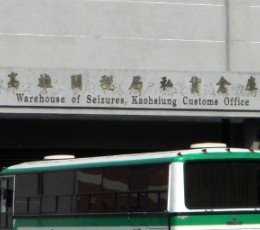 高雄關稅局私貨倉庫
Warehouse of Seizures, Kaohsiung Customs Office